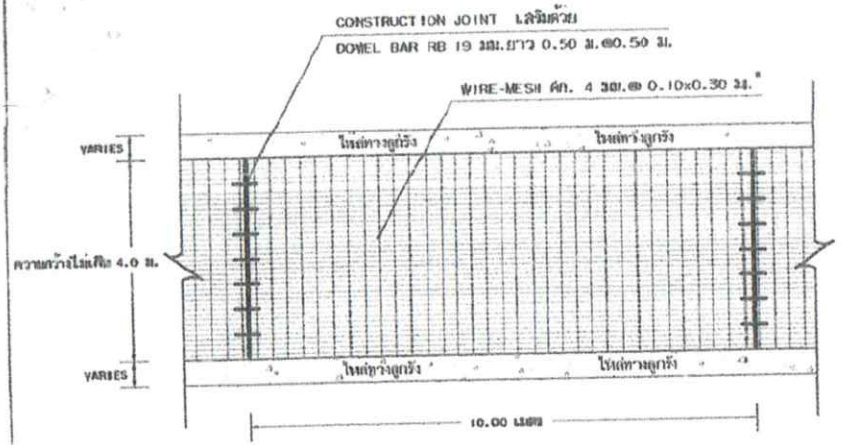 CONSTRUCTION JOINT เสริมด้วย
DOWEL BAR RB 19 มม.ยาว 0.50 ม.@0.50 ม.
WIRE-MESH ศก. 4 มม.@ 0.10x0.30 มม."
VARIES
ไหล่ทางลูกรัง
ไหล่ทางลูกรัง
ความกว้างไม่เกิน 4.0 ม.
VARIES
ไหล่ทางลูกรัง
ไหล่ทางลูกรัง
10.00 เมตร